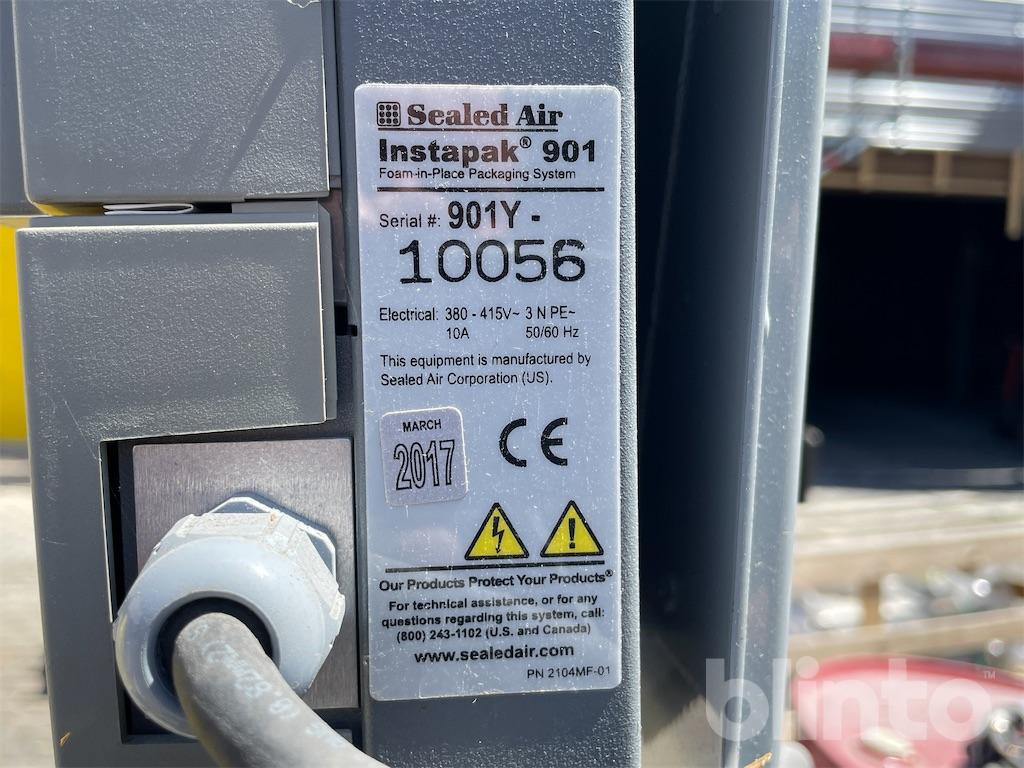 Sealed Air
Instapak® 901
Foam-in-Place Packaging System
Serial #: 901Y -
10056
Electrical: 380 - 415V~ 3 N PE~
10A 50/60 Hz
This equipment is manufactured by
Sealed Air Corporation (US).
MARCH
2017
CE
Our Products Protect Your Products®
For technical assistance, or for any
questions regarding this system, call:
(800) 243-1102 (U.S. and Canada)
www.sealedair.com
PN 2104MF-01
blinto™